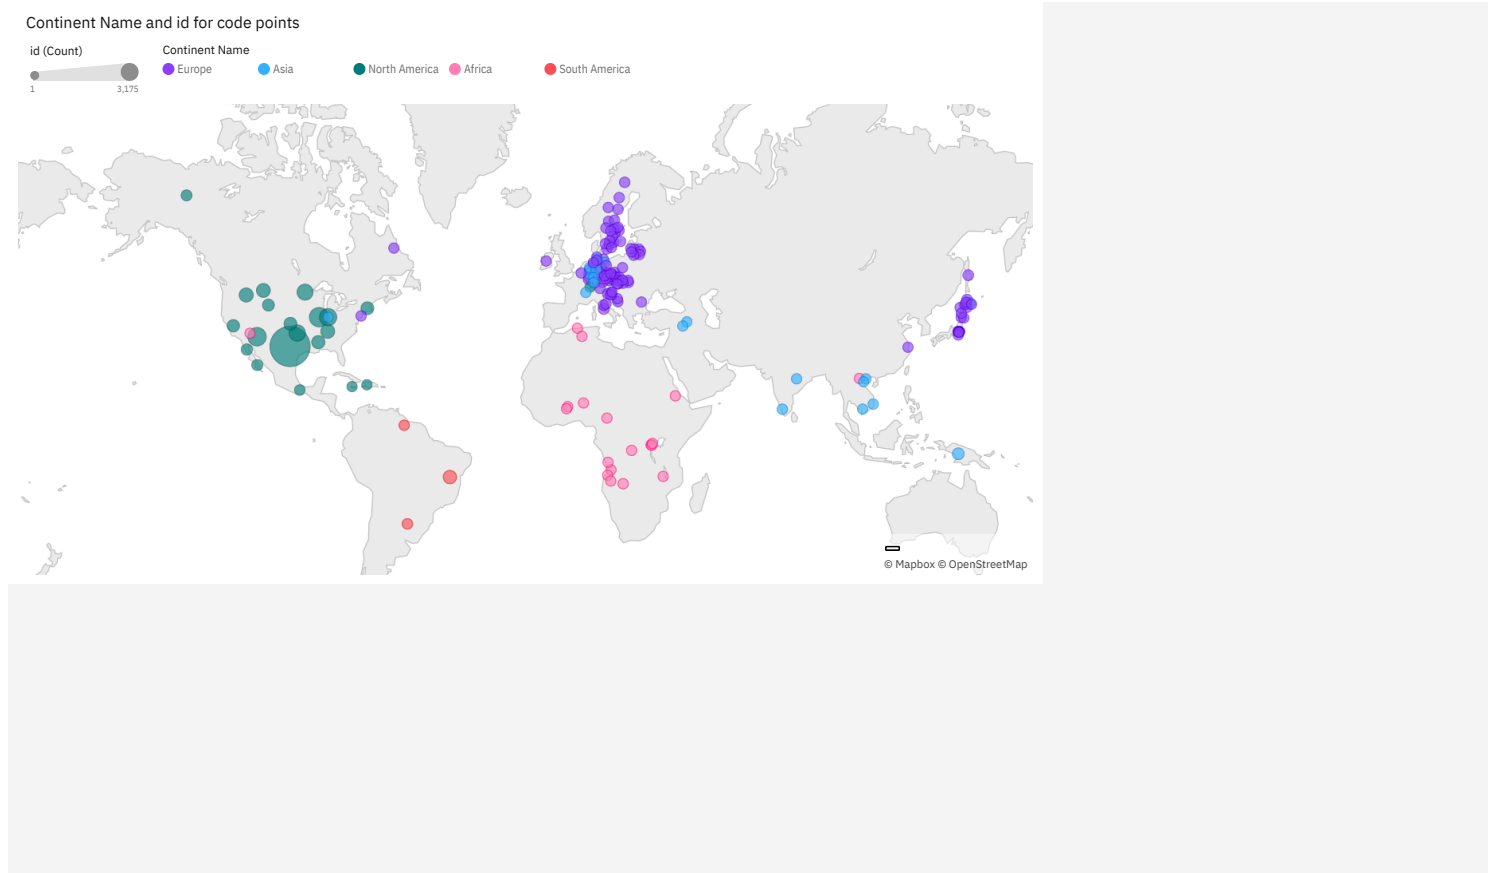 Continent Name and id for code points
id (Count)
1
3,175
Continent Name
Europe
Asia
North America
Africa
South America
© Mapbox © OpenStreetMap